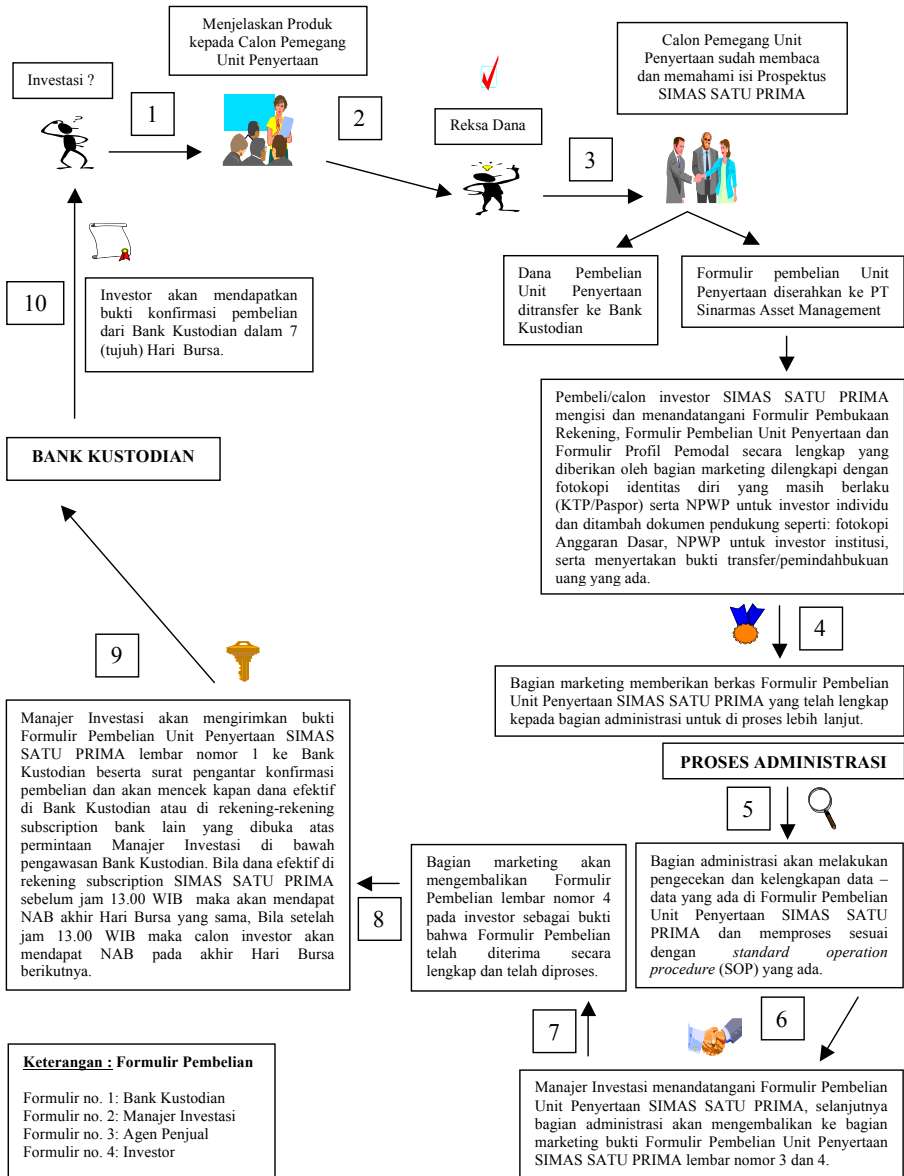 Menjelaskan Produk
kepada Calon Pemegang
Unit Penyertaan
Investasi ?
1
2
Reksa Dana
3
Calon Pemegang Unit
Penyertaan sudah membaca
dan memahami isi Prospektus
SIMAS SATU PRIMA
Dana Pembelian
Unit Penyertaan
ditransfer ke Bank
Kustodian
Formulir pembelian Unit
Penyertaan diserahkan ke PT
Sinarmas Asset Management
10
Investor akan mendapatkan
bukti konfirmasi pembelian
dari Bank Kustodian dalam 7
(tujuh) Hari Bursa.
Pembeli/calon investor SIMAS SATU PRIMA
mengisi dan menandatangani Formulir Pembukaan
Rekening, Formulir Pembelian Unit Penyertaan dan
Formulir Profil Pemodal secara lengkap yang
diberikan oleh bagian marketing dilengkapi dengan
fotokopi identitas diri yang masih berlaku
(KTP/Paspor) serta NPWP untuk investor individu
dan ditambah dokumen pendukung seperti: fotokopi
Anggaran Dasar, NPWP untuk investor institusi,
serta menyertakan bukti transfer/pemindahbukuan
uang yang ada.
BANK KUSTODIAN
4
Bagian marketing memberikan berkas Formulir Pembelian
Unit Penyertaan SIMAS SATU PRIMA yang telah lengkap
kepada bagian administrasi untuk di proses lebih lanjut.
PROSES ADMINISTRASI
5
Bagian administrasi akan melakukan
pengecekan dan kelengkapan data –
data yang ada di Formulir Pembelian
Unit Penyertaan SIMAS SATU
PRIMA dan memproses sesuai
dengan standard operation
procedure (SOP) yang ada.
6
Manajer Investasi menandatangani Formulir Pembelian
Unit Penyertaan SIMAS SATU PRIMA, selanjutnya
bagian administrasi akan mengembalikan ke bagian
marketing bukti Formulir Pembelian Unit Penyertaan
SIMAS SATU PRIMA lembar nomor 3 dan 4.
7
Bagian marketing akan
mengembalikan Formulir
Pembelian lembar nomor 4
pada investor sebagai bukti
bahwa Formulir Pembelian
telah diterima secara
lengkap dan telah diproses.
8
9
Manajer Investasi akan mengirimkan bukti
Formulir Pembelian Unit Penyertaan SIMAS
SATU PRIMA lembar nomor 1 ke Bank
Kustodian beserta surat pengantar konfirmasi
pembelian dan akan mencek kapan dana efektif
di Bank Kustodian atau di rekening-rekening
subscription bank lain yang dibuka atas
permintaan Manajer Investasi di bawah
pengawasan Bank Kustodian. Bila dana efektif di
rekening subscription SIMAS SATU PRIMA
sebelum jam 13.00 WIB maka akan mendapat
NAB akhir Hari Bursa yang sama, Bila setelah
jam 13.00 WIB maka calon investor akan
mendapat NAB pada akhir Hari Bursa
berikutnya.
Keterangan : Formulir Pembelian
Formulir no. 1: Bank Kustodian
Formulir no. 2: Manajer Investasi
Formulir no. 3: Agen Penjual
Formulir no. 4: Investor